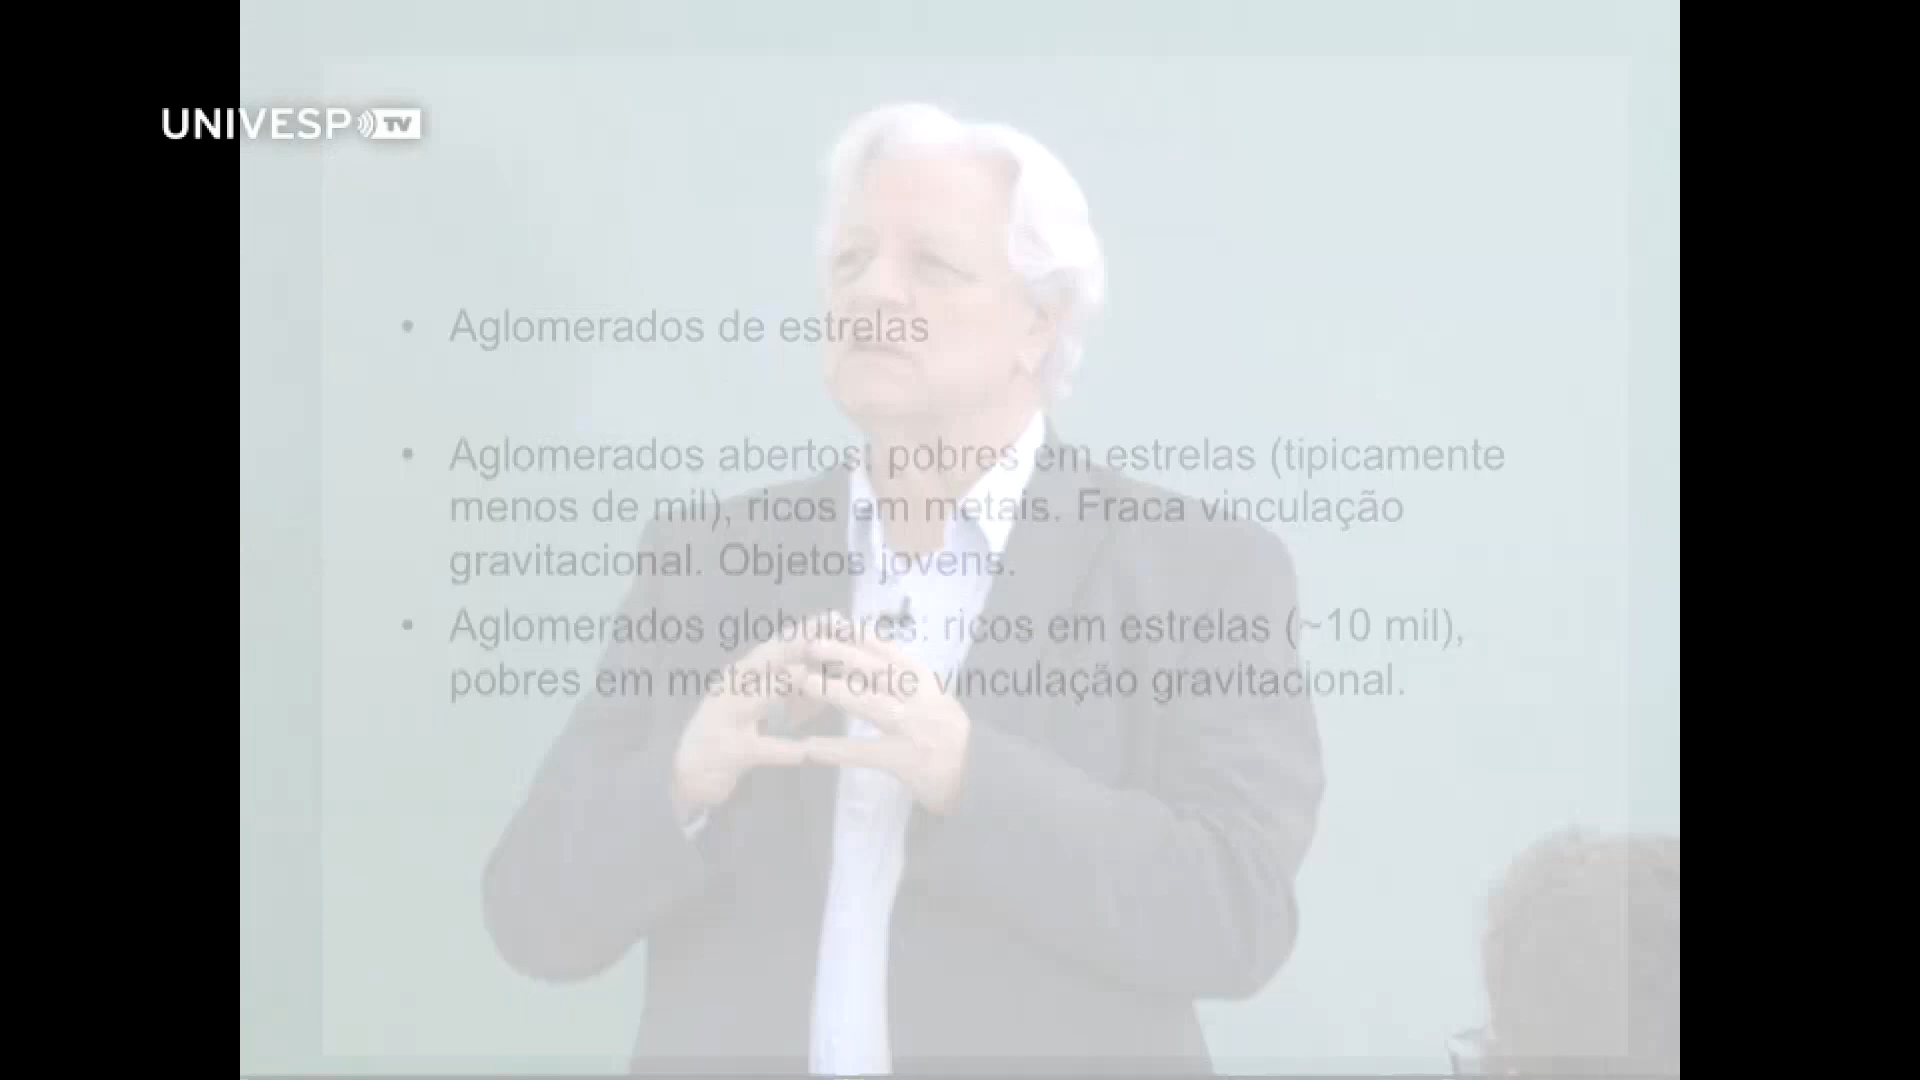 UNIVESP TV
• Aglomerados de estrelas
• Aglomerados abertos: pobres em estrelas (tipicamente
menos de mil), ricos em metais. Fraca vinculação
gravitacional. Objetos jovens.
• Aglomerados globulares: ricos em estrelas (~10 mil),
pobres em metais. Forte vinculação gravitacional.